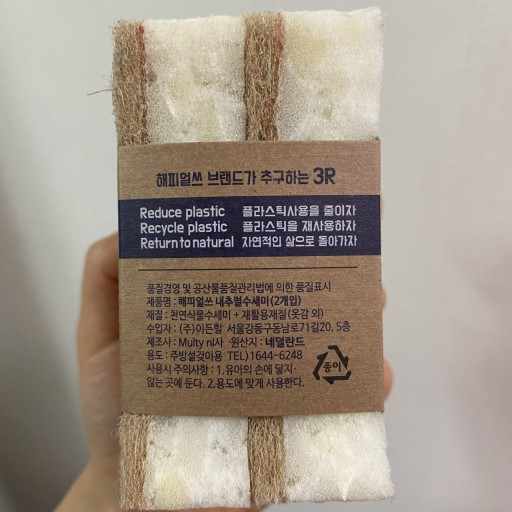 해피얼쓰 브랜드가 추구하는 3R
Reduce plastic 플라스틱사용을 줄이자
Recycle plastic 플라스틱을 재사용하자
Return to natural 자연적인 삶으로 돌아가자
품질경영 및 공산물품질관리법에 의한 품질표시
제품명 : 해피얼쓰 내추럴수세미(2개입)
재질 : 천연식물수세미 + 재활용재질(옷감 외)
수입자 : (주)이든힐 서울강동구동남로71길20, 5층
제조사 : Multy nl사 원산지 : 네덜란드
용도 : 주방설겆이용 TEL)1644-6248
사용시 주의사항 : 1.유아의 손에 닿지
않는 곳에 둔다. 2.용도에 맞게 사용한다.
종이